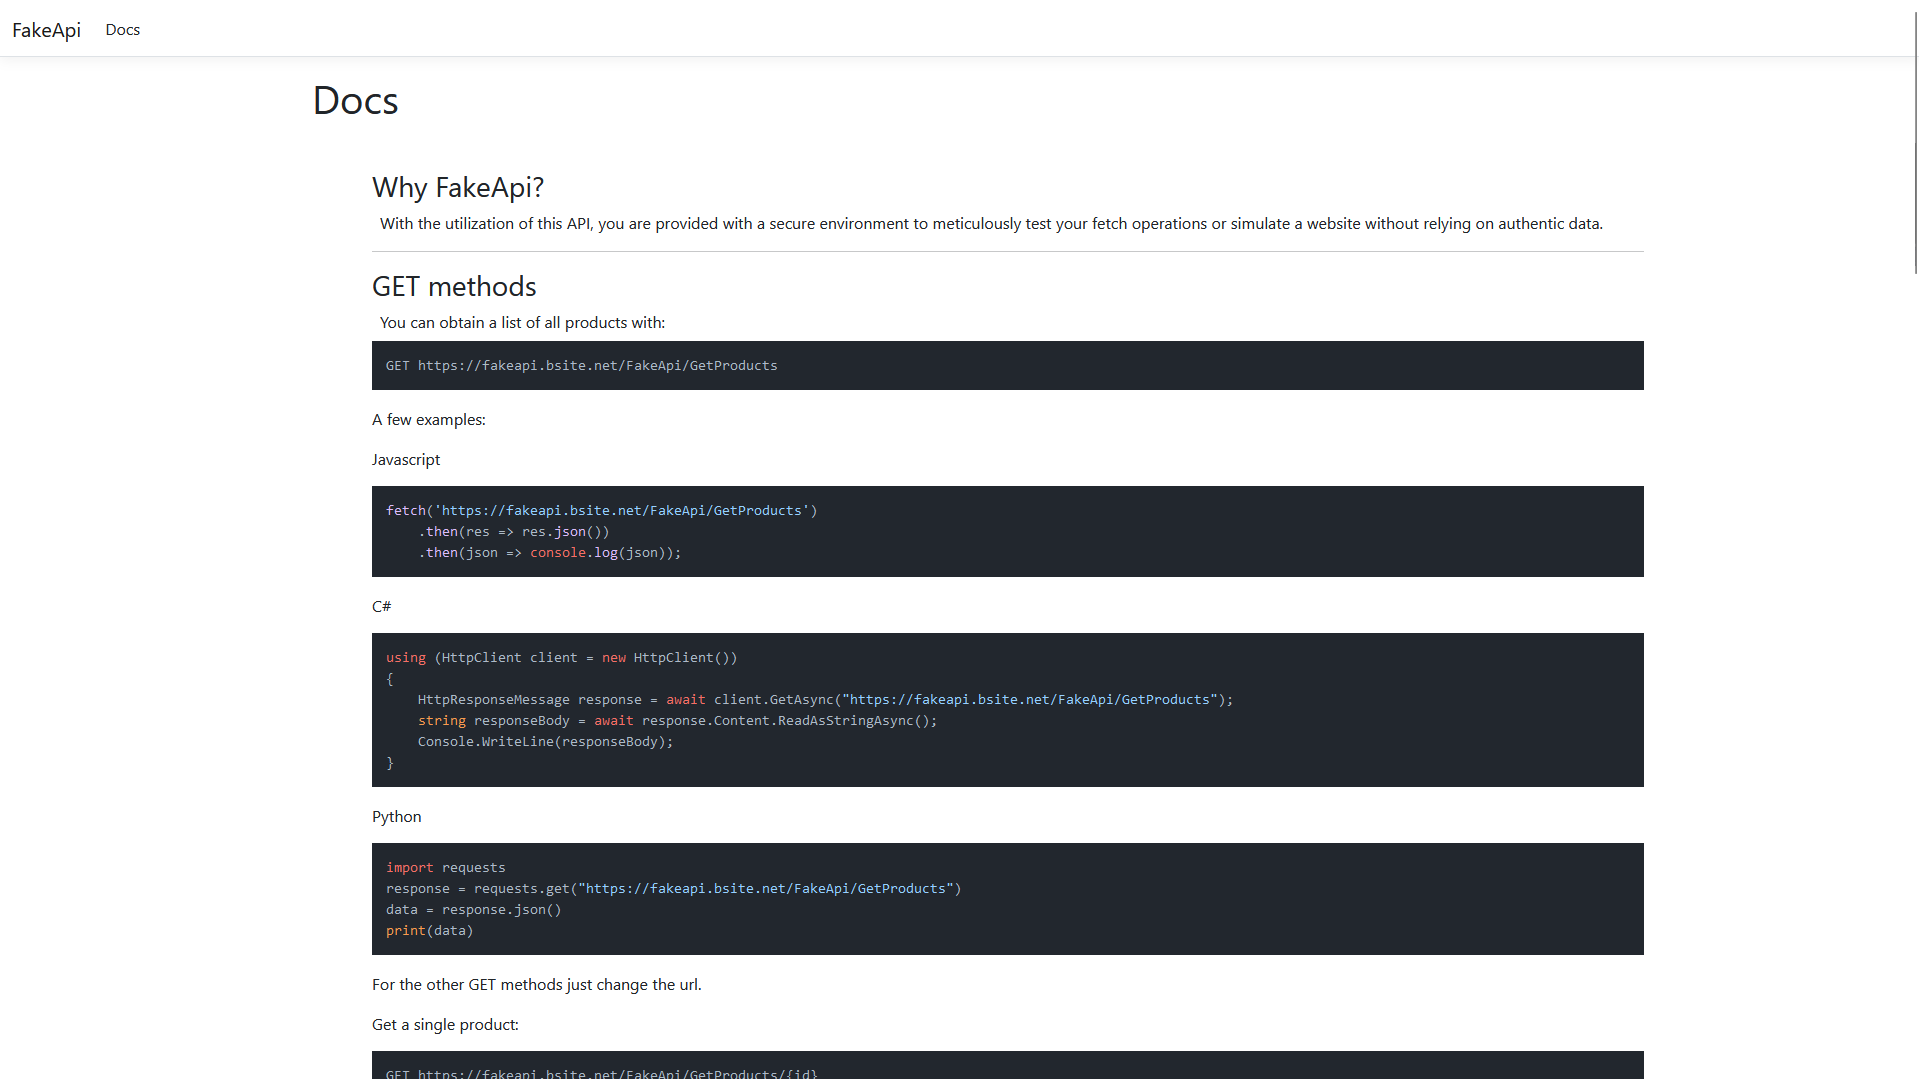 FakeApi Docs
Docs
Why FakeApi?
With the utilization of this API, you are provided with a secure environment to meticulously test your fetch operations or simulate a website without relying on authentic data.
GET methods
You can obtain a list of all products with:
GET https://fakeapi.bsite.net/FakeApi/GetProducts
A few examples:
Javascript
fetch('https://fakeapi.bsite.net/FakeApi/GetProducts')
    .then(res => res.json())
    .then(json => console.log(json));
C#
using (HttpClient client = new HttpClient())
{
    HttpResponseMessage response = await client.GetAsync("https://fakeapi.bsite.net/FakeApi/GetProducts");
    string responseBody = await response.Content.ReadAsStringAsync();
    Console.WriteLine(responseBody);
}
Python
import requests
response = requests.get("https://fakeapi.bsite.net/FakeApi/GetProducts")
data = response.json()
print(data)
For the other GET methods just change the url.
Get a single product:
GET https://fakeapi.bsite.net/FakeApi/GetProducts/{id}